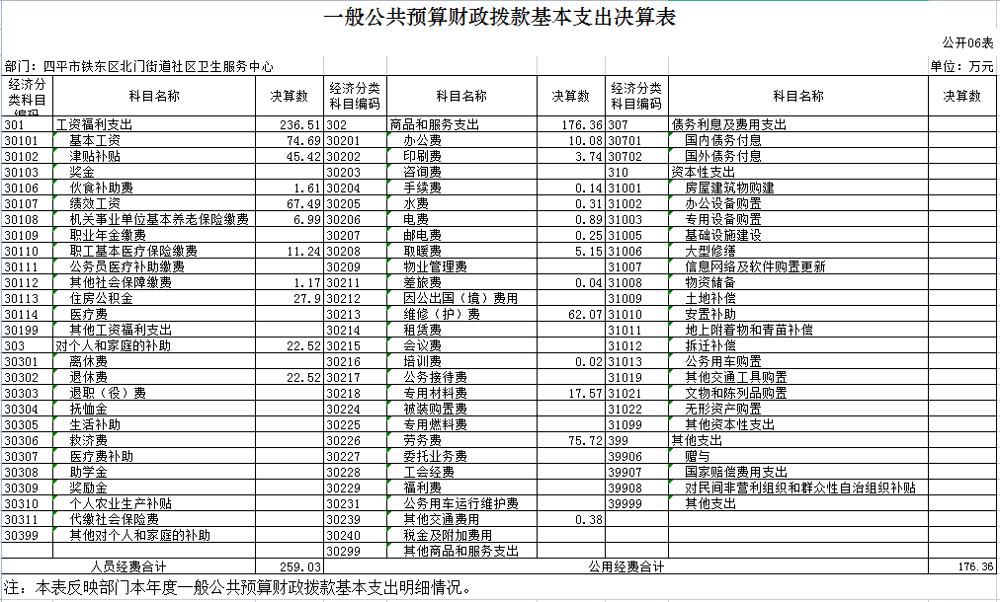 一般公共预算财政拨款基本支出决算表
公开06表
部门：四平市铁东区北门街道社区卫生服务中心 单位：万元
经济分类科目编码 科目名称 决算数 经济分类科目编码 科目名称 决算数 经济分类科目编码 科目名称 决算数
301 工资福利支出 236.51 302 商品和服务支出 176.36 307 债务利息及费用支出
30101 基本工资 74.69 30201 办公费 10.08 30701 国内债务付息
30102 津贴补贴 45.42 30202 印刷费 3.74 30702 国外债务付息
30103 奖金 30203 咨询费 310 资本性支出
30106 伙食补助费 1.61 30204 手续费 0.14 31001 房屋建筑物购建
30107 绩效工资 67.49 30205 水费 0.31 31002 办公设备购置
30108 机关事业单位基本养老保险缴费 6.99 30206 电费 0.89 31003 专用设备购置
30109 职业年金缴费 30207 邮电费 0.25 31005 基础设施建设
30110 职工基本医疗保险缴费 11.24 30208 取暖费 5.15 31006 大型修缮
30111 公务员医疗补助缴费 30209 物业管理费 31007 信息网络及软件购置更新
30112 其他社会保障缴费 1.17 30211 差旅费 0.04 31008 物资储备
30113 住房公积金 27.9 30212 因公出国（境）费用 31009 土地补偿
30114 医疗费 30213 维修（护）费 62.07 31010 安置补助
30199 其他工资福利支出 30214 租赁费 31011 地上附着物和青苗补偿
303 对个人和家庭的补助 22.52 30215 会议费 31012 拆迁补偿
30301 离休费 30216 培训费 0.02 31013 公务用车购置
30302 退休费 22.52 30217 公务接待费 31019 其他交通工具购置
30303 退职（役）费 30218 专用材料费 17.57 31021 文物和陈列品购置
30304 抚恤金 30224 被装购置费 31022 无形资产购置
30305 生活补助 30225 专用燃料费 31099 其他资本性支出
30306 救济费 30226 劳务费 75.72 399 其他支出
30307 医疗费补助 30227 委托业务费 39906 赠与
30308 助学金 30228 工会经费 39907 国家赔偿费用支出
30309 奖励金 30229 福利费 39908 对民间非营利组织和群众性自治组织补贴
30310 个人农业生产补贴 30231 公务用车运行维护费 39999 其他支出
30311 代缴社会保险费 30239 其他交通费用 0.38
30399 其他对个人和家庭的补助 30240 税金及附加费用
30299 其他商品和服务支出
人员经费合计 259.03 公用经费合计 176.36
注：本表反映部门本年度一般公共预算财政拨款基本支出明细情况。